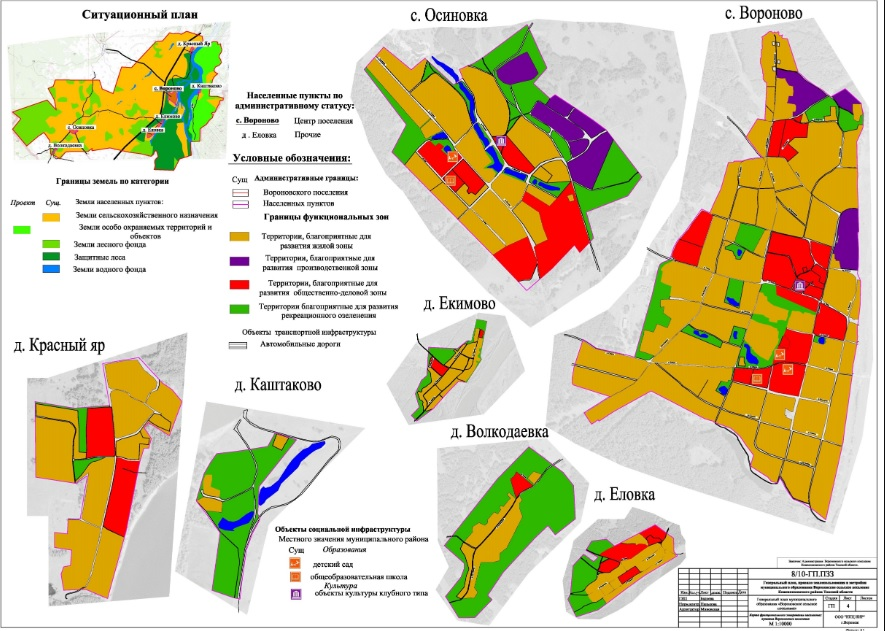 Ситуационный план
д. Красный Яр
с. Вороново
д. Каштаково
д. Екимово
с. Осиновка
д. Еловка
д. Волкодаевка
Границы земель по категории
Проект Сущ. Земли населенных пунктов:
Земли сельскохозяйственного назначения
Земли особо охраняемых территорий и
объектов
Земли лесного фонда
Защитные леса
Земли водного фонда
Населенные пункты по
административному статусу:
с. Вороново Центр поселения
д . Еловка Прочие
Условные обозначения:
Сущ Административные границы:
Вороновского поселения
Населенных пунктов
Границы функциональных зон
Территории, благоприятные для
развития жилой зоны
Территории, благоприятные для
развития производственной зоны
Территории, благоприятные для
развития общественно-деловой зоны
Территории благоприятные для развития
рекреационного озеленения
Объекты транспортной инфраструктуры
Автомобильные дороги
с. Осиновка
с. Вороново
д. Екимово
д. Красный яр
д. Каштаково
д. Волкодаевка
д. Еловка
Объекты социальной инфраструктуры
Местного значения муниципального района
Сущ Образования
детский сад
общеобразовательная школа
Культура
объекты культуры клубного типа
8/10-ГП.ПЗЗ
ГП 4
М 1:10000